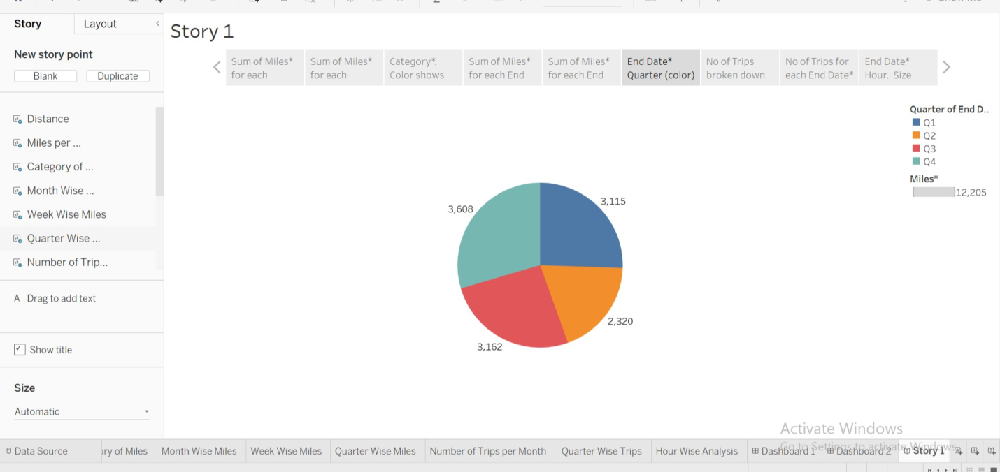 Story
Layout
Story 1
New story point
Blank
Duplicate
Sum of Miles*
for each
Sum of Miles*
for each
Category*.
Color shows
Sum of Miles*
for each End
Sum of Miles*
for each End
End Date*
Quarter (color)
No of Trips
broken down
No of Trips for
each End Date*
End Date*
Hour. Size
Distance
Miles per ...
Category of ...
Month Wise ...
Week Wise Miles
Quarter Wise ...
Number of Trip...
A Drag to add text
Show title
Size
Automatic
Quarter of End D..
Q1
Q2
Q3
Q4
Miles*
12,205
3,608
3,115
2,320
3,162
Activate Windows
Go to Settings to activate Windows.
Data Source
ory of Miles
Month Wise Miles
Week Wise Miles
Quarter Wise Miles
Number of Trips per Month
Quarter Wise Trips
Hour Wise Analysis
Dashboard 1
Dashboard 2
Story 1